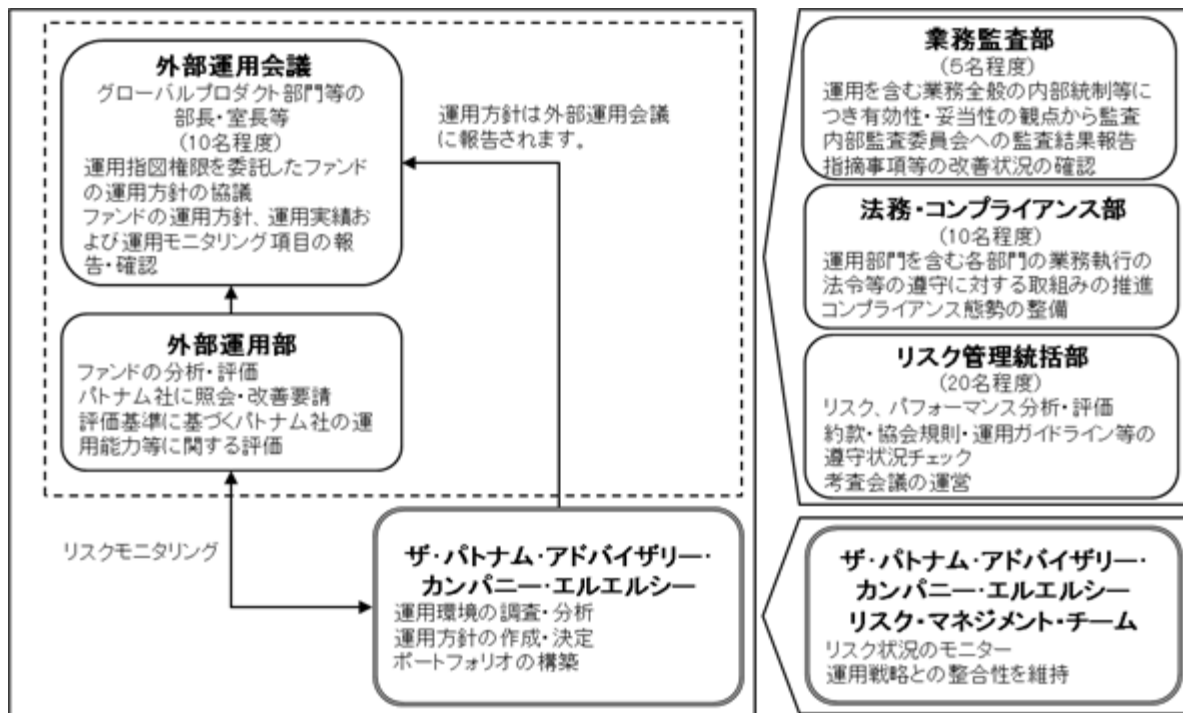 外部運用会議
グローバルプロダクト部門等の
部長・室長等
(10名程度)
運用指図権限を委託したファンド
の運用方針の協議
ファンドの運用方針、運用実績お
よび運用モニタリング項目の報
告・確認
運用方針は外部運用会議
に報告されます。
外部運用部
ファンドの分析・評価
パトナム社に照会・改善要請
評価基準に基づくパトナム社の運
用能力等に関する評価
リスクモニタリング
ザ・パトナム・アドバイザリー・
カンパニー・エルエルシー
運用環境の調査・分析
運用方針の作成・決定
ポートフォリオの構築
業務監査部
(5名程度)
運用を含む業務全般の内部統制等に
つき有効性・妥当性の観点から監査
内部監査委員会への監査結果報告
指摘事項等の改善状況の確認
法務・コンプライアンス部
(10名程度)
運用部門を含む各部門の業務執行の
法令等の遵守に対する取組みの推進
コンプライアンス態勢の整備
リスク管理統括部
(20名程度)
リスク、パフォーマンス分析・評価
約款・協会規則・運用ガイドライン等の
遵守状況チェック
考査会議の運営
ザ・パトナム・アドバイザリー・
カンパニー・エルエルシー
リスク・マネジメント・チーム
リスク状況のモニター
運用戦略との整合性を維持